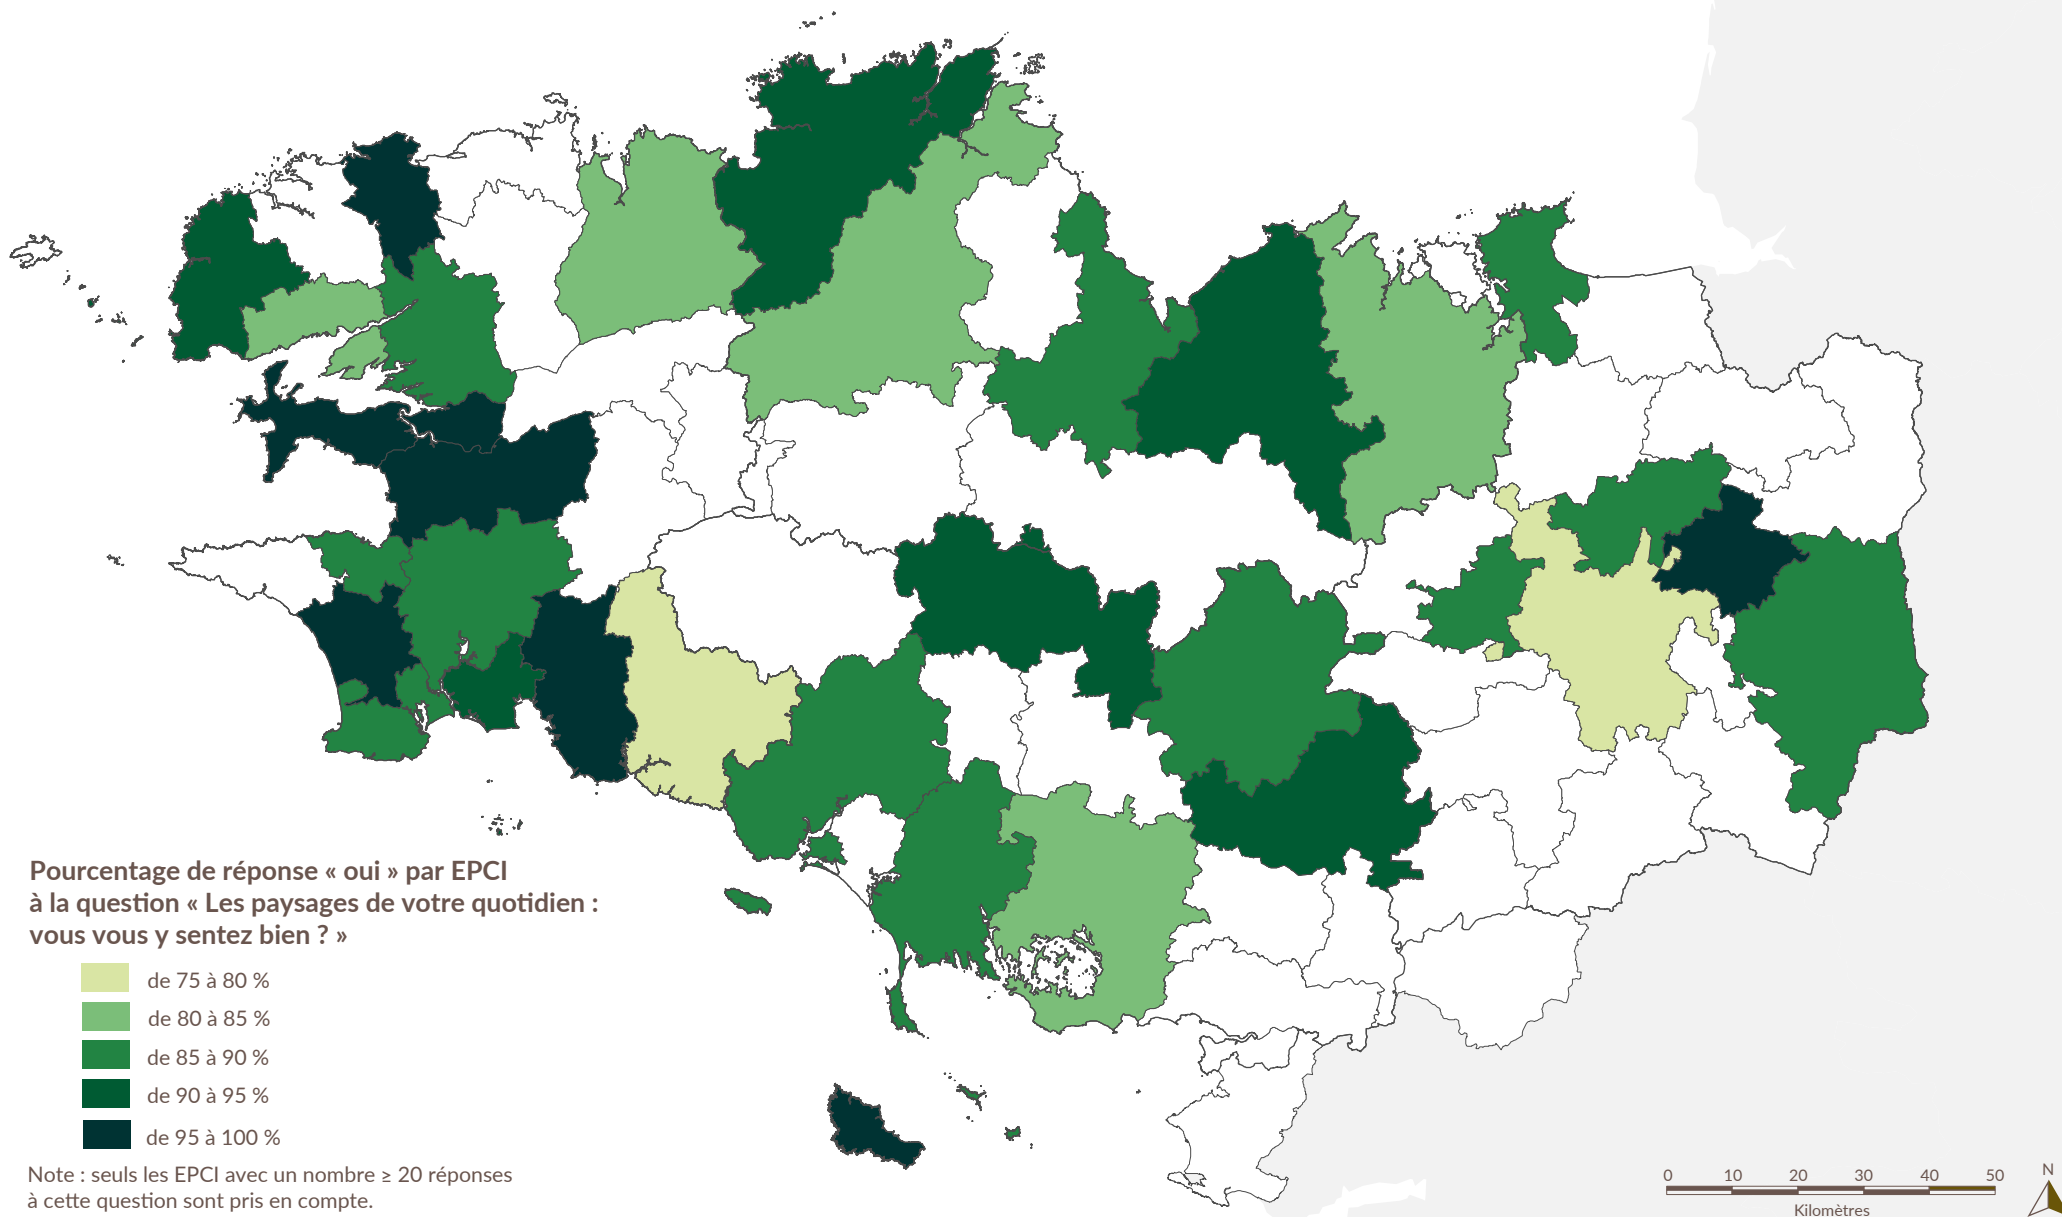 Pourcentage de réponse « oui » par EPCI
à la question « Les paysages de votre quotidien :
vous vous y sentez bien ? »
de 75 à 80 %
de 80 à 85 %
de 85 à 90 %
de 90 à 95 %
de 95 à 100 %
Note : seuls les EPCI avec un nombre ≥ 20 réponses
à cette question sont pris en compte.
0 10 20 30 40 50
Kilomètres
N